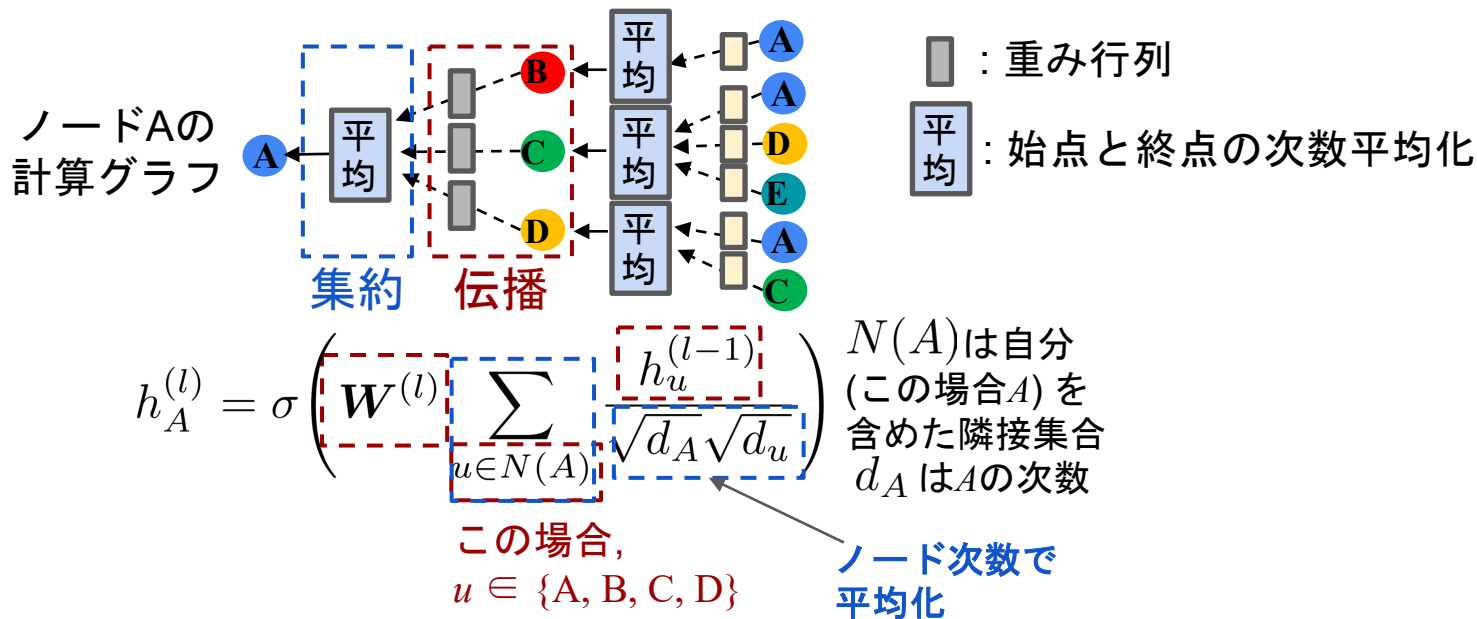 ノードAの
計算グラフ
A
平
均
集約
B
C
D
伝播
平
均
平
均
平
均
A
A
D
E
A
C
: 重み行列
平
均
: 始点と終点の次数平均化
h_A^{(l)} = σ( W^{(l)} ∑_{u∈N(A)} h_u^{(l-1)} / √d_A √d_u )
N(A)は自分
(この場合A) を
含めた隣接集合
d_A はAの次数
この場合,
u ∈ {A, B, C, D}
ノード次数で
平均化